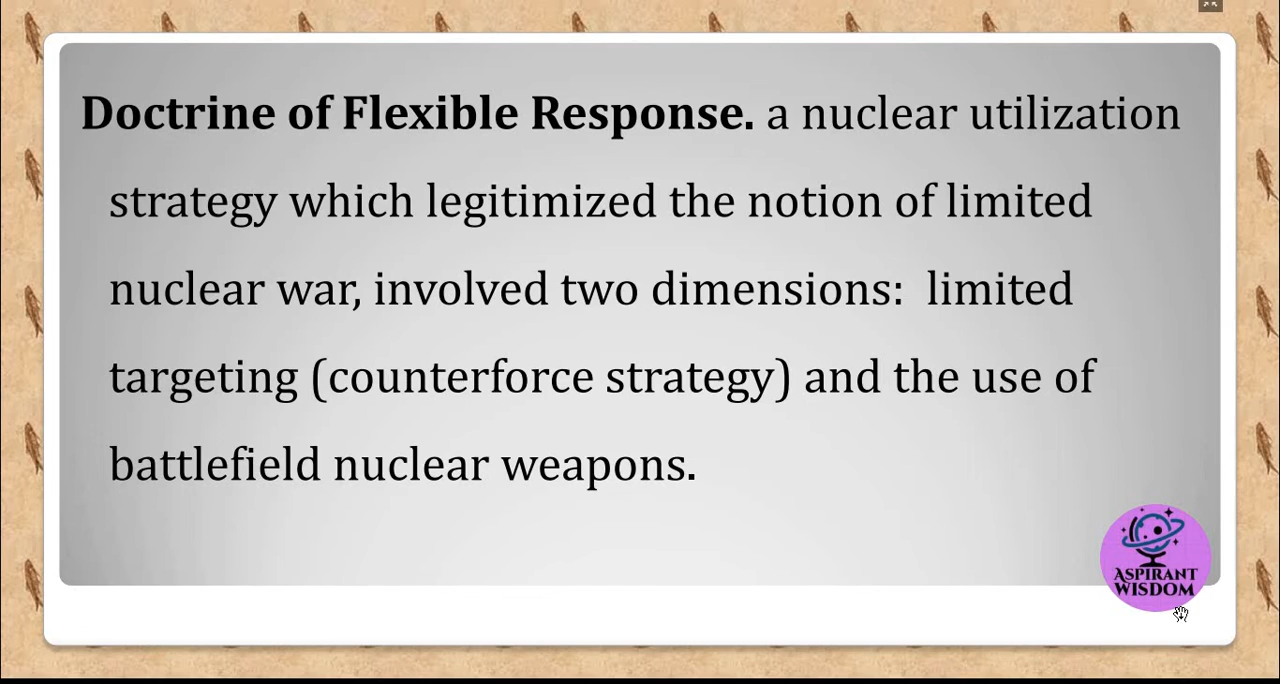 Doctrine of Flexible Response. a nuclear utilization
strategy which legitimized the notion of limited
nuclear war, involved two dimensions:  limited
targeting (counterforce strategy) and the use of
battlefield nuclear weapons.
ASPIRANT
WISDOM